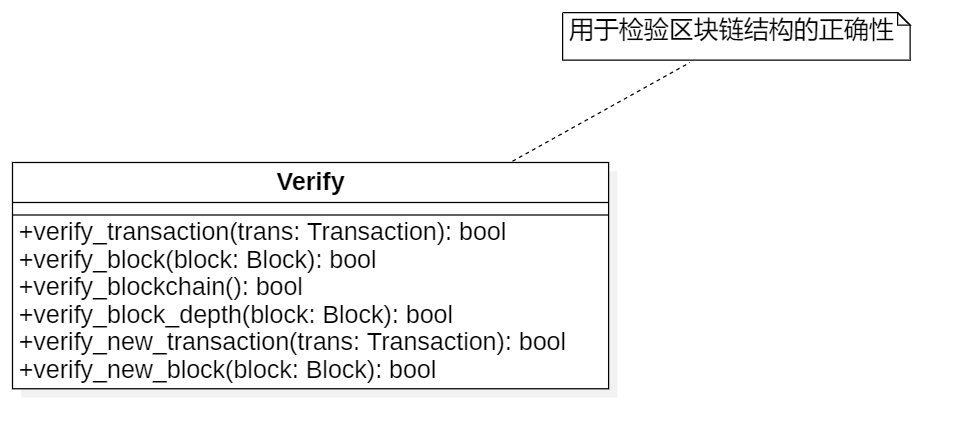 用于检验区块链结构的正确性
Verify
+verify_transaction(trans: Transaction): bool
+verify_block(block: Block): bool
+verify_blockchain(): bool
+verify_block_depth(block: Block): bool
+verify_new_transaction(trans: Transaction): bool
+verify_new_block(block: Block): bool